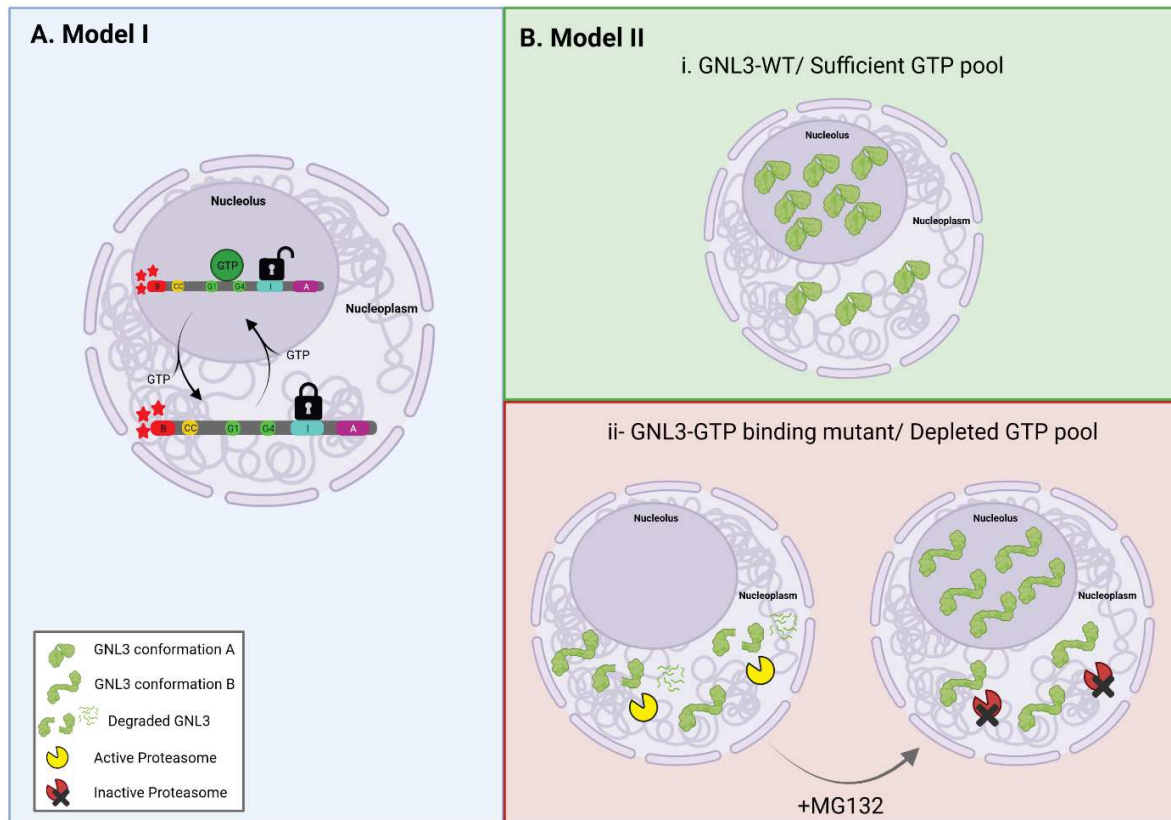 A. Model I
Nucleolus
GTP
B CC G1 G4 I A
Nucleoplasm
GTP
GTP
B CC G1 G4 I A
GNL3 conformation A
GNL3 conformation B
Degraded GNL3
Active Proteasome
Inactive Proteasome
B. Model II
i. GNL3-WT/ Sufficient GTP pool
Nucleolus
Nucleoplasm
ii- GNL3-GTP binding mutant/ Depleted GTP pool
Nucleolus
Nucleoplasm
Nucleolus
Nucleoplasm
+MG132